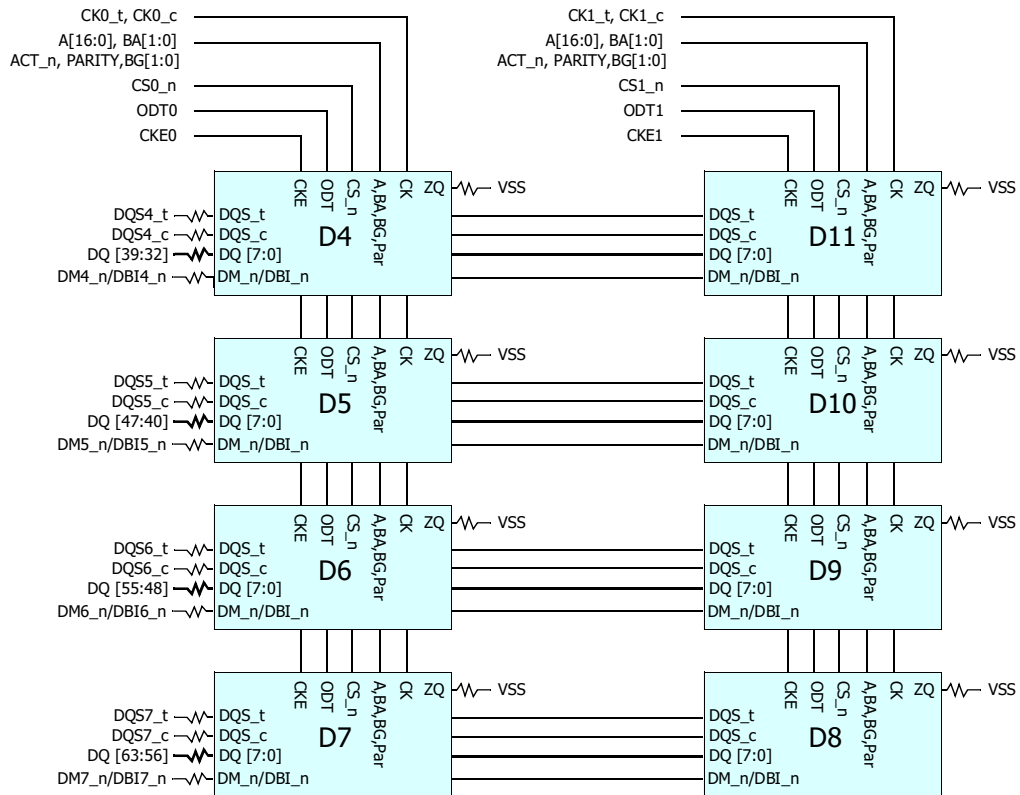 CK0_t, CK0_c
A[16:0], BA[1:0]
ACT_n, PARITY,BG[1:0]
CS0_n
ODT0
CKE0
CK1_t, CK1_c
A[16:0], BA[1:0]
ACT_n, PARITY,BG[1:0]
CS1_n
ODT1
CKE1
CKE
ODT
CS_n
A,BA,BG,Par
CK
ZQ
VSS
DQS4_t
DQS4_c
DQ [39:32]
DM4_n/DBI4_n
DQS_t
DQS_c
DQ [7:0]
DM_n/DBI_n
D4
CKE
ODT
CS_n
A,BA,BG,Par
CK
ZQ
VSS
DQS_t
DQS_c
DQ [7:0]
DM_n/DBI_n
D11
CKE
ODT
CS_n
A,BA,BG,Par
CK
ZQ
VSS
DQS5_t
DQS5_c
DQ [47:40]
DM5_n/DBI5_n
DQS_t
DQS_c
DQ [7:0]
DM_n/DBI_n
D5
CKE
ODT
CS_n
A,BA,BG,Par
CK
ZQ
VSS
DQS_t
DQS_c
DQ [7:0]
DM_n/DBI_n
D10
CKE
ODT
CS_n
A,BA,BG,Par
CK
ZQ
VSS
DQS6_t
DQS6_c
DQ [55:48]
DM6_n/DBI6_n
DQS_t
DQS_c
DQ [7:0]
DM_n/DBI_n
D6
CKE
ODT
CS_n
A,BA,BG,Par
CK
ZQ
VSS
DQS_t
DQS_c
DQ [7:0]
DM_n/DBI_n
D9
CKE
ODT
CS_n
A,BA,BG,Par
CK
ZQ
VSS
DQS7_t
DQS7_c
DQ [63:56]
DM7_n/DBI7_n
DQS_t
DQS_c
DQ [7:0]
DM_n/DBI_n
D7
CKE
ODT
CS_n
A,BA,BG,Par
CK
ZQ
VSS
DQS_t
DQS_c
DQ [7:0]
DM_n/DBI_n
D8